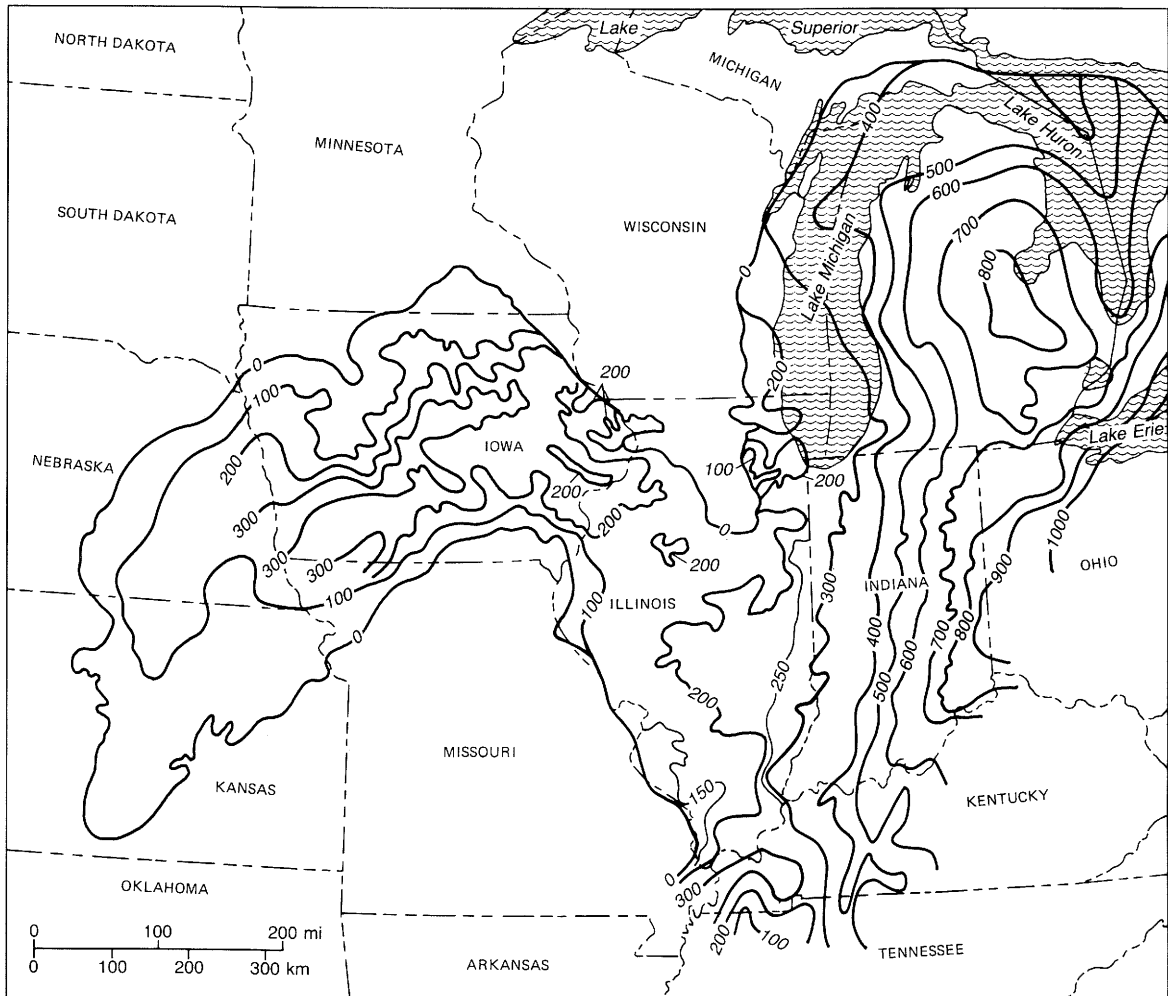 Lake Superior
NORTH DAKOTA
MICHIGAN
MINNESOTA
400
Lake Huron
500
600
SOUTH DAKOTA
WISCONSIN
700
800
0
Lake Michigan
0
100
200
200
200
IOWA
Lake Erie
NEBRASKA
100
200
200
200
300
0
1000
200
300
300
900
OHIO
300
INDIANA
100
100
ILLINOIS
400
600
700
800
0
250
500
200
MISSOURI
150
KANSAS
KENTUCKY
0
300
OKLAHOMA
200
100
0 100 200 mi
0 100 200 300 km
ARKANSAS
TENNESSEE